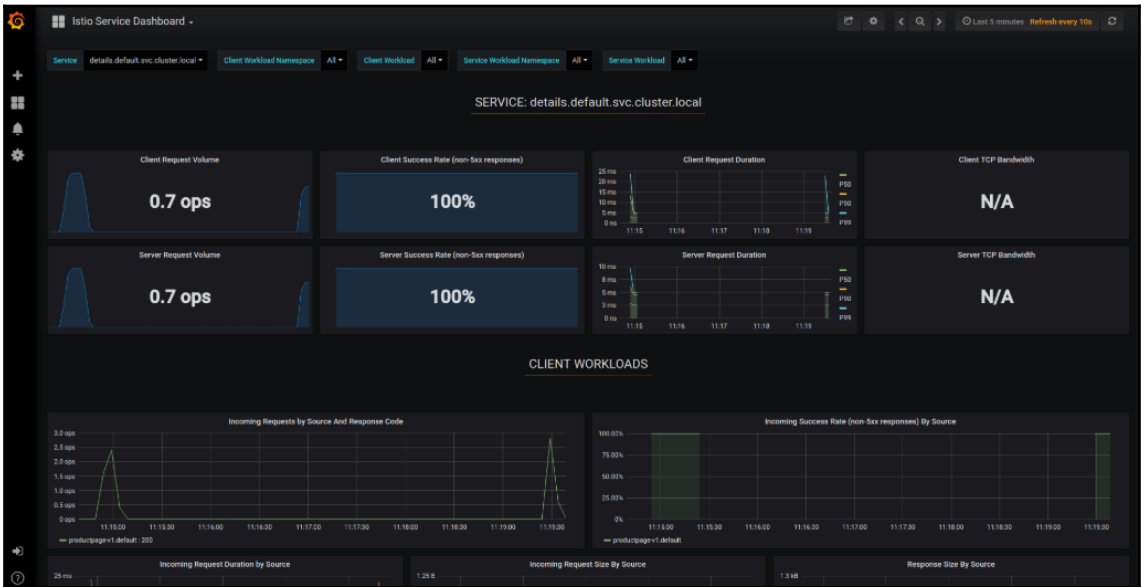 Istio Service Dashboard
Last 5 minutes Refresh every 10s
Service details.default.svc.cluster.local Client Workload Namespace All Client Workload All Service Workload Namespace All Service Workload All
SERVICE: details.default.svc.cluster.local
Client Request Volume
0.7 ops
Client Success Rate (non-5xx responses)
100%
Client Request Duration
25 ms
20 ms
15 ms
10 ms
5 ms
0 ns
11:15 11:16 11:17 11:18 11:19
P50
P90
P99
Client TCP Bandwidth
N/A
Server Request Volume
0.7 ops
Server Success Rate (non-5xx responses)
100%
Server Request Duration
10 ms
8 ms
5 ms
3 ms
0 ns
11:15 11:16 11:17 11:18 11:19
P50
P90
P99
Server TCP Bandwidth
N/A
CLIENT WORKLOADS
Incoming Requests by Source And Response Code
3.0 ops
2.5 ops
2.0 ops
1.5 ops
1.0 ops
0.5 ops
0 ops
11:15:00 11:15:30 11:16:00 11:16:30 11:17:00 11:17:30 11:18:00 11:18:30 11:19:00 11:19:30
productpage-v1.default : 200
Incoming Success Rate (non-5xx responses) By Source
100.00%
75.00%
50.00%
25.00%
0%
11:15:00 11:15:30 11:16:00 11:16:30 11:17:00 11:17:30 11:18:00 11:18:30 11:19:00 11:19:30
productpage-v1.default
Incoming Request Duration by Source
25 ms
Incoming Request Size By Source
1.25 B
Response Size By Source
1.3 kB